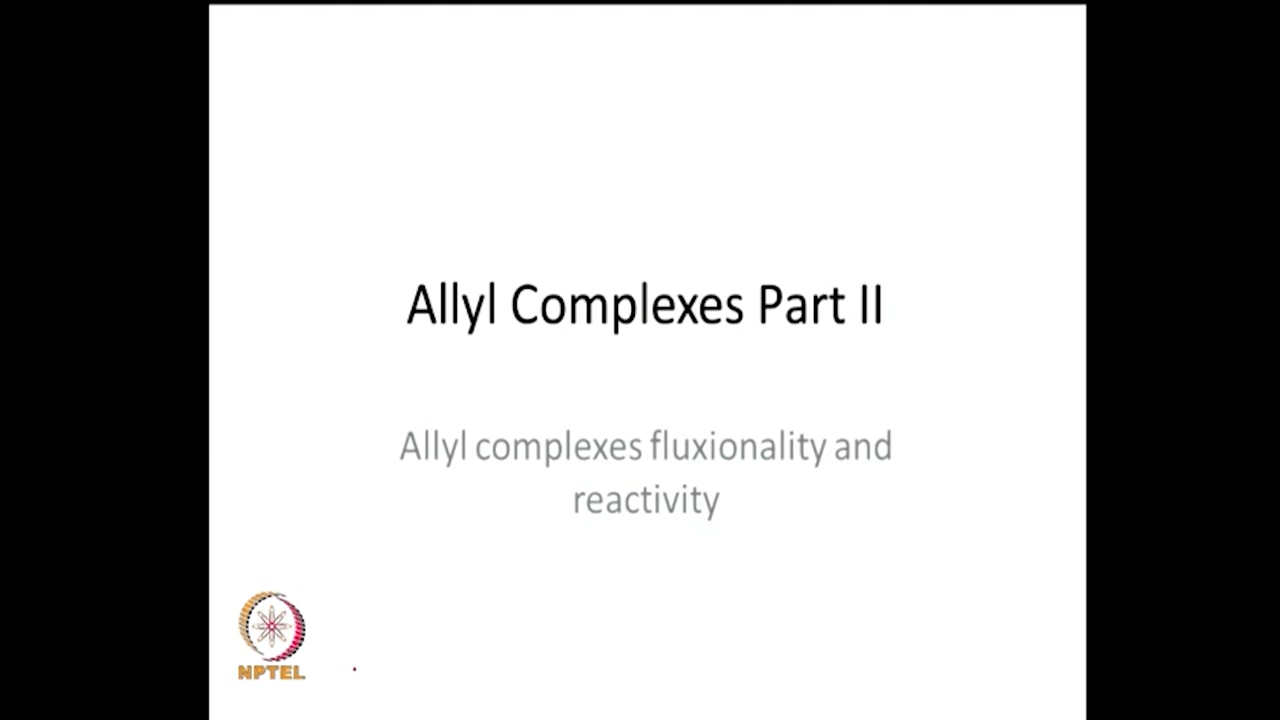 Allyl Complexes Part II
Allyl complexes fluxionality and
reactivity
NPTEL